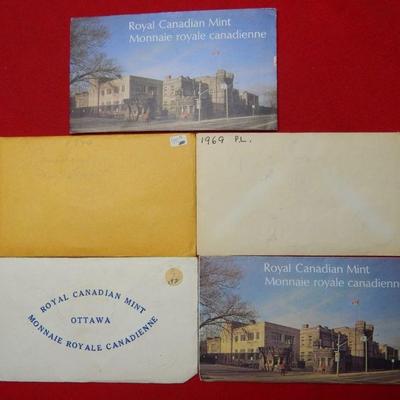 Royal Canadian Mint
Monnaie royale canadienne
1969 P.L.
ROYAL CANADIAN MINT
OTTAWA
MONNAIE ROYALE CANADIENNE
Royal Canadian Mint
Monnaie royale canadienne